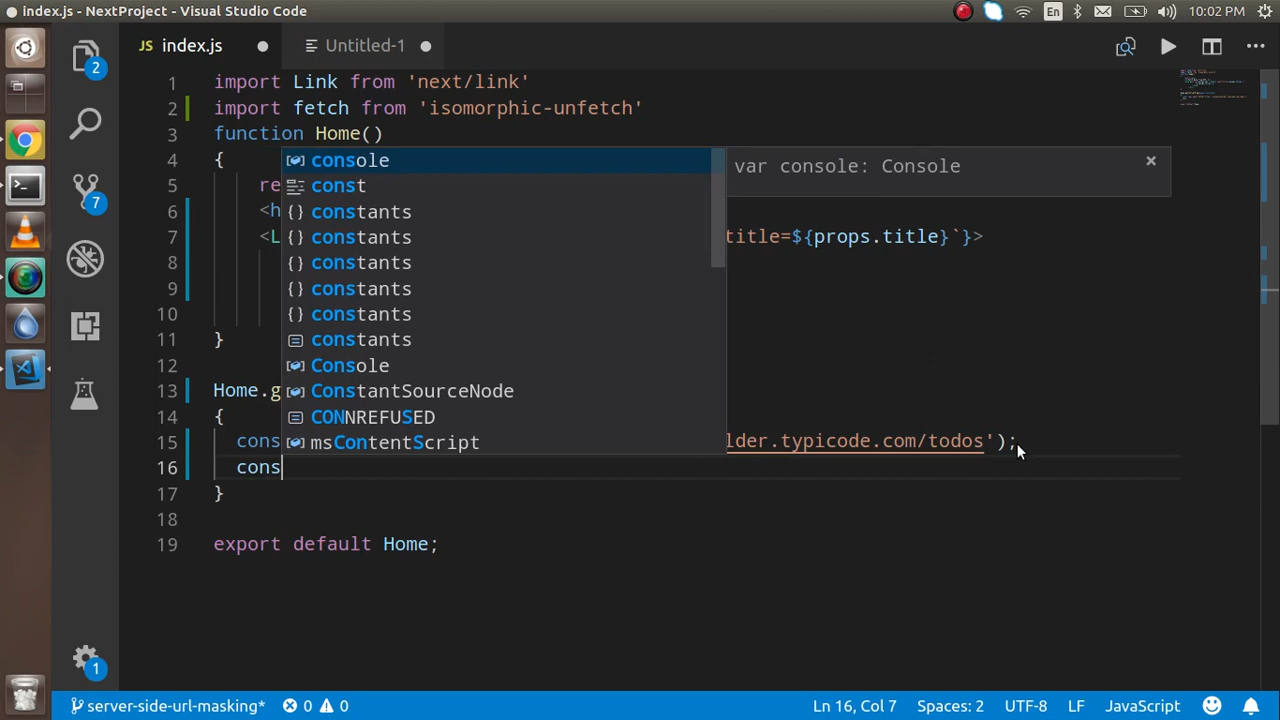 index.js - NextProject - Visual Studio Code
En
10:02 PM
2
7
1
JS index.js
Untitled-1
1 import Link from 'next/link'
2 import fetch from 'isomorphic-unfetch'
3 function Home()
4 {
5 re
6 <h
7 <L title=${props.title}`}>
8
9
10
11 }
12
13 Home.g
14 {
15 cons lder.typicode.com/todos');
16 cons
17 }
18
19 export default Home;
console
const
constants
constants
constants
constants
constants
constants
Console
ConstantSourceNode
CONNREFUSED
msContentScript
var console: Console
server-side-url-masking*
0
0
Ln 16, Col 7
Spaces: 2
UTF-8
LF
JavaScript